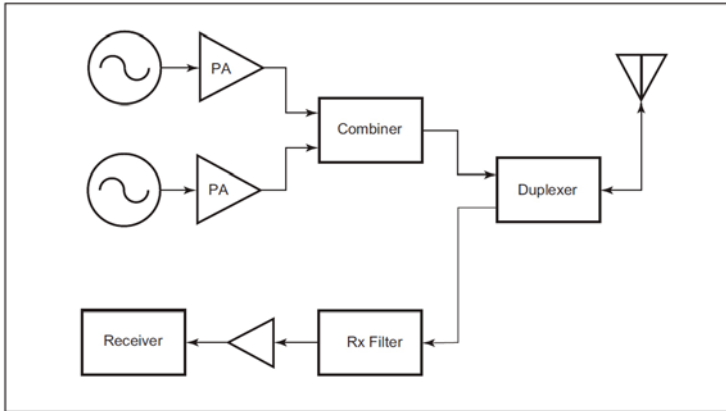 PA
Combiner
PA
Duplexer
Receiver
Rx Filter